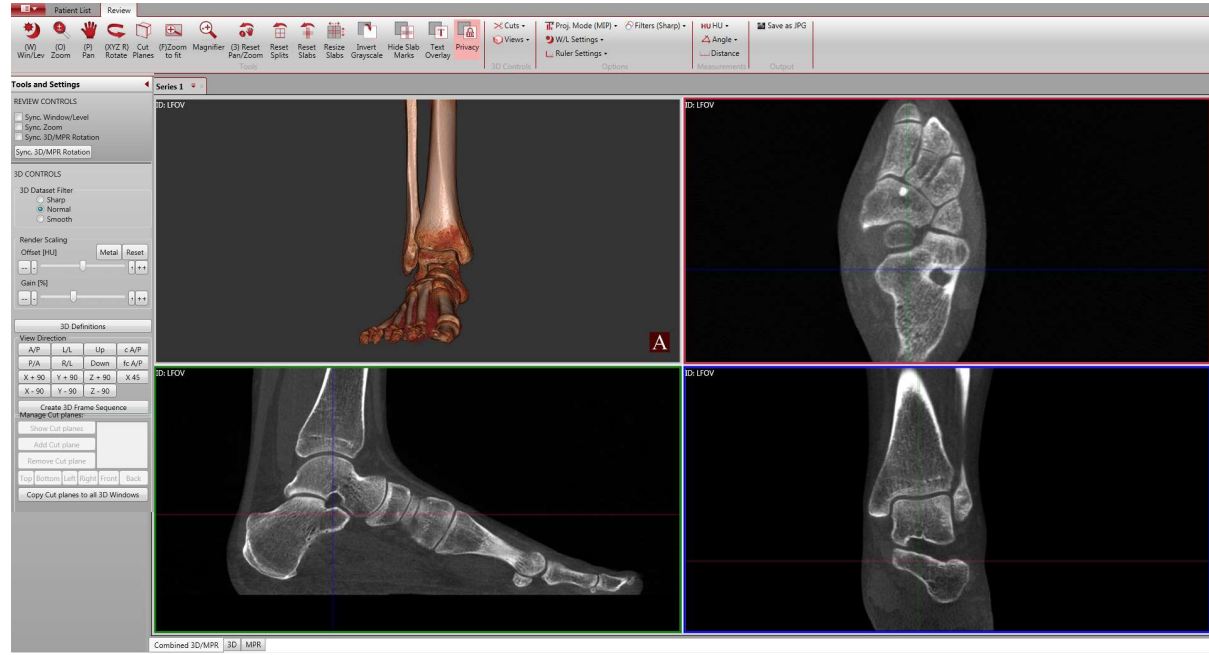 Patient List Review
(W) Win/Lev
(O) Zoom
(P) Pan
(XYZ R) Rotate
Cut Planes
(F)Zoom to fit
Magnifier
(3) Reset Pan/Zoom
Reset Splits
Reset Slabs
Resize Slabs
Invert Grayscale
Hide Slab Marks
Text Overlay
Privacy
Tools
Cuts
Views
3D Controls
Proj. Mode (MIP) Filters (Sharp)
W/L Settings
Ruler Settings
Options
HU HU
Angle
Distance
Measurements
Save as JPG
Output
Tools and Settings
Series 1
REVIEW CONTROLS
Sync. Window/Level
Sync. Zoom
Sync. 3D/MPR Rotation
Sync. 3D/MPR Rotation
3D CONTROLS
3D Dataset Filter
Sharp
Normal
Smooth
Render Scaling
Offset [HU] Metal Reset
-- - + ++
Gain [%]
-- - + ++
3D Definitions
View Direction
A/P L/L Up c A/P
P/A R/L Down fc A/P
X + 90 Y + 90 Z + 90 X 45
X - 90 Y - 90 Z - 90
Create 3D Frame Sequence
Manage Cut planes:
Show Cut planes
Add Cut plane
Remove Cut plane
Top Bottom Left Right Front Back
Copy Cut planes to all 3D Windows
ID: LFOV
A
ID: LFOV
ID: LFOV
ID: LFOV
Combined 3D/MPR 3D MPR